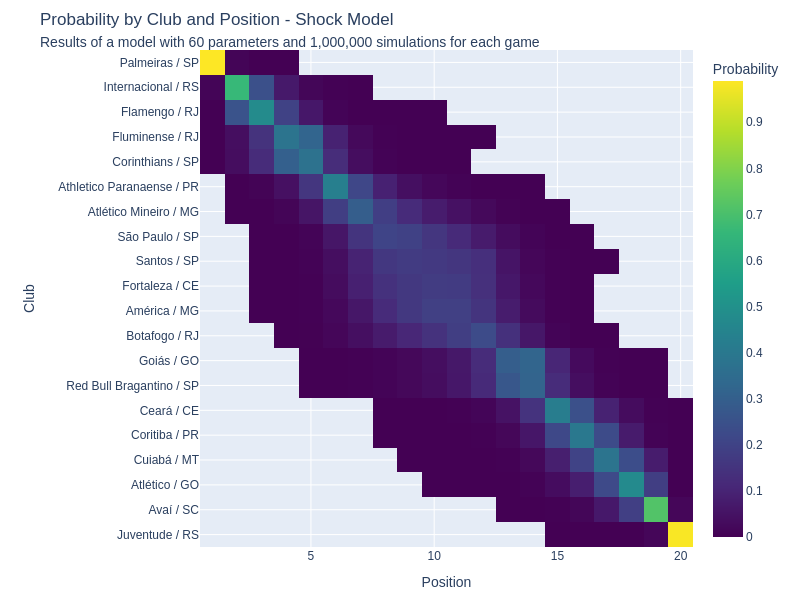 Probability by Club and Position - Shock Model
Results of a model with 60 parameters and 1,000,000 simulations for each game
Probability
Palmeiras / SP
Internacional / RS
Flamengo / RJ
Fluminense / RJ
Corinthians / SP
Athletico Paranaense / PR
Atlético Mineiro / MG
São Paulo / SP
Santos / SP
Fortaleza / CE
América / MG
Botafogo / RJ
Goiás / GO
Red Bull Bragantino / SP
Ceará / CE
Coritiba / PR
Cuiabá / MT
Atlético / GO
Avaí / SC
Juventude / RS
Club
5
10
15
20
Position
0.9
0.8
0.7
0.6
0.5
0.4
0.3
0.2
0.1
0